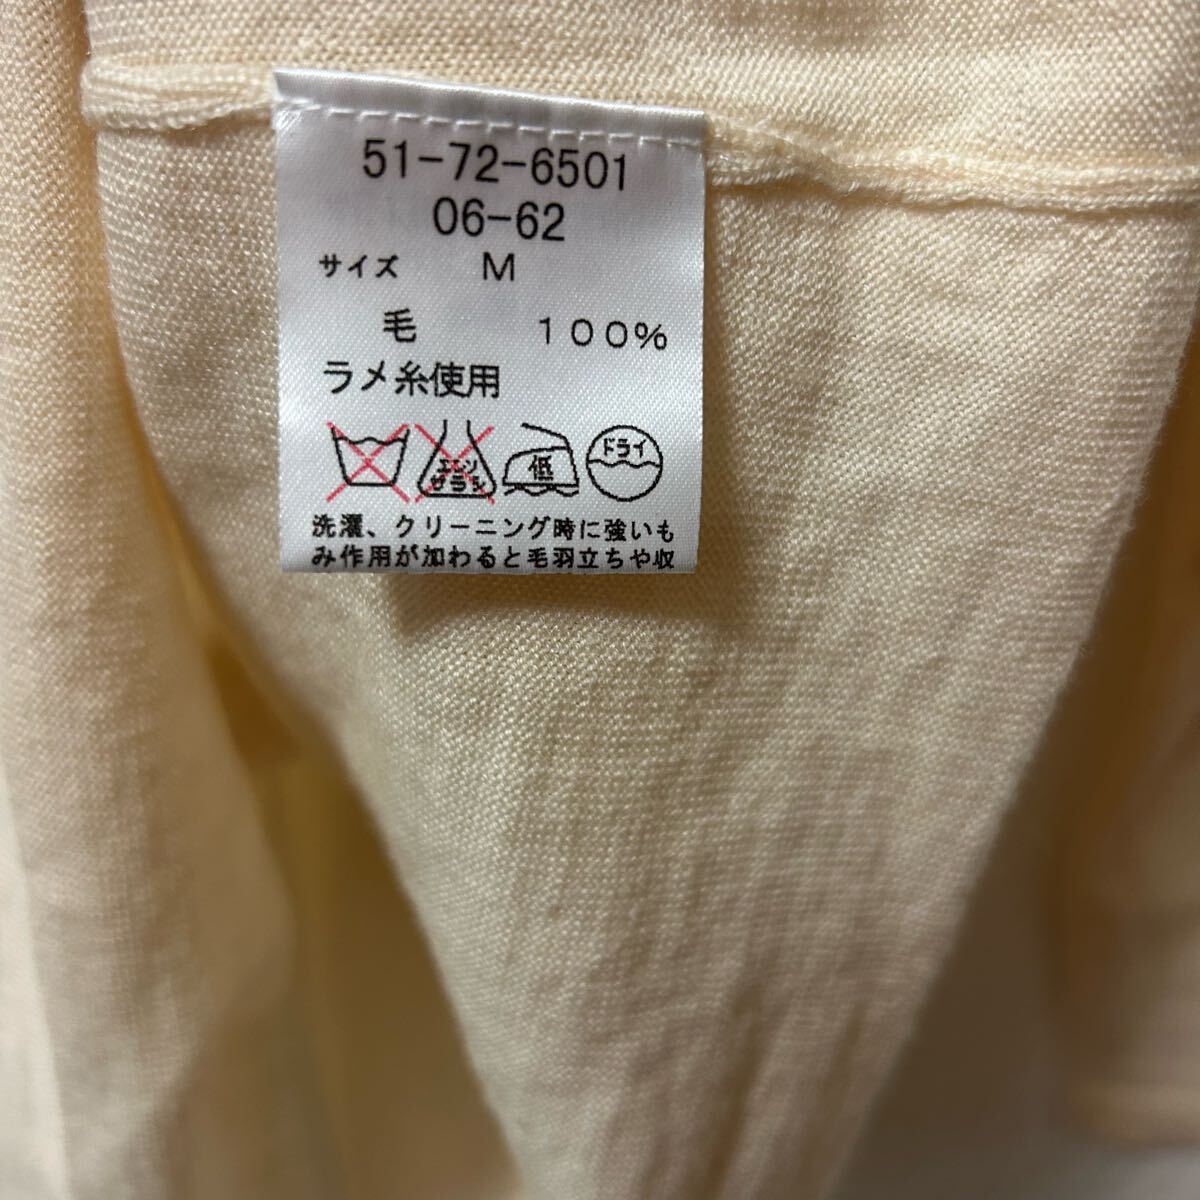 51-72-6501
06-62
サイズ M
毛 100%
ラメ糸使用
エンソ サラシ 低 ドライ
洗濯、クリーニング時に強いも
み作用が加わると毛羽立ちや収